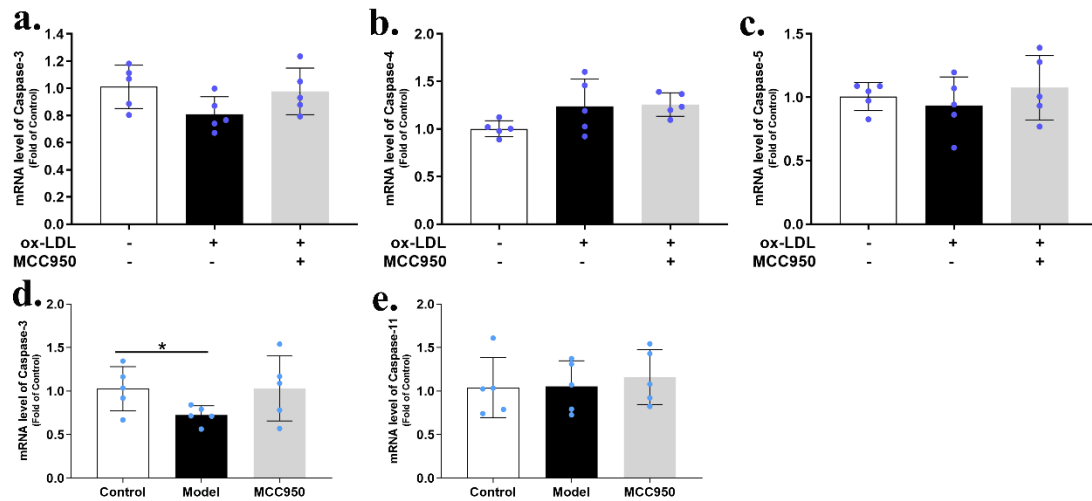 a.
mRNA level of Caspase-3
(Fold of Control)
1.4
1.2
1.0
0.8
0.6
0.4
0.2
0.0
ox-LDL - + +
MCC950 - - +
b.
mRNA level of Caspase-4
(Fold of Control)
2.0
1.5
1.0
0.5
0.0
ox-LDL - + +
MCC950 - - +
c.
mRNA level of Caspase-5
(Fold of Control)
1.5
1.0
0.5
0.0
ox-LDL - + +
MCC950 - - +
d.
mRNA level of Caspase-3
(Fold of Control)
2.0
1.5
1.0
0.5
0.0
*
Control Model MCC950
e.
mRNA level of Caspase-11
(Fold of Control)
2.0
1.5
1.0
0.5
0.0
Control Model MCC950